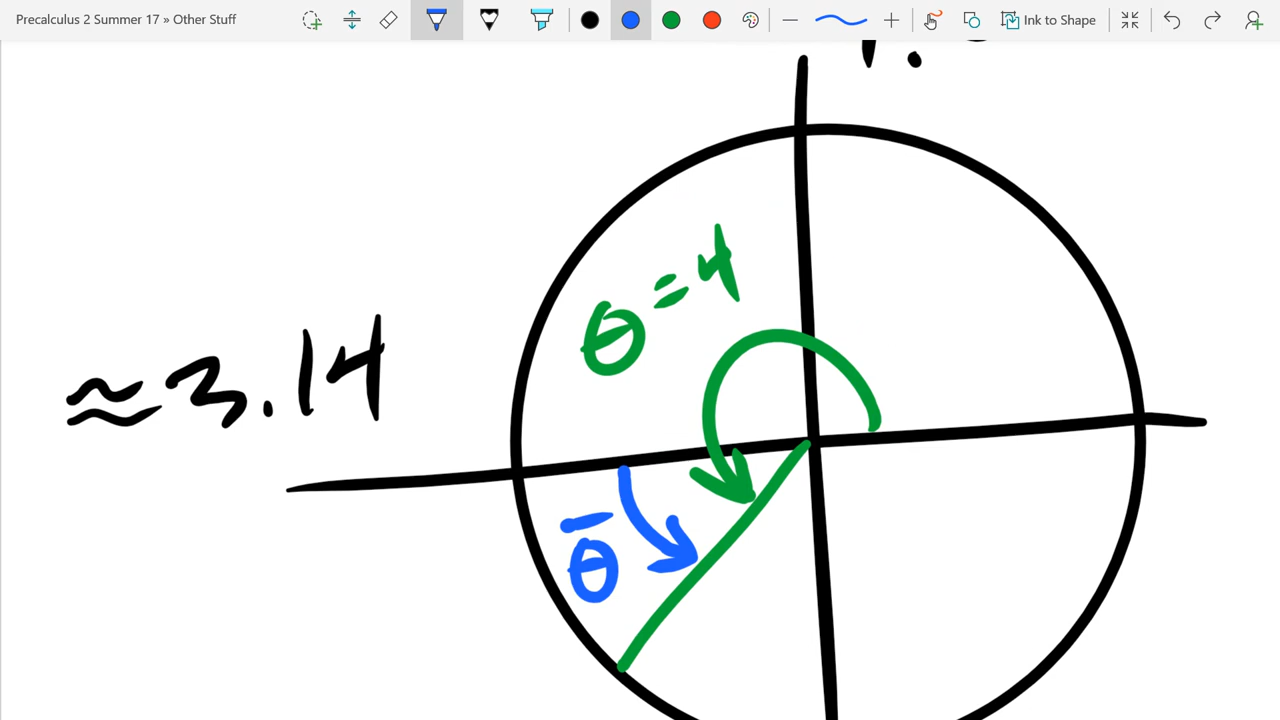 Precalculus 2 Summer 17 » Other Stuff
Ink to Shape
θ = 4
≈ 3.14
θ̄